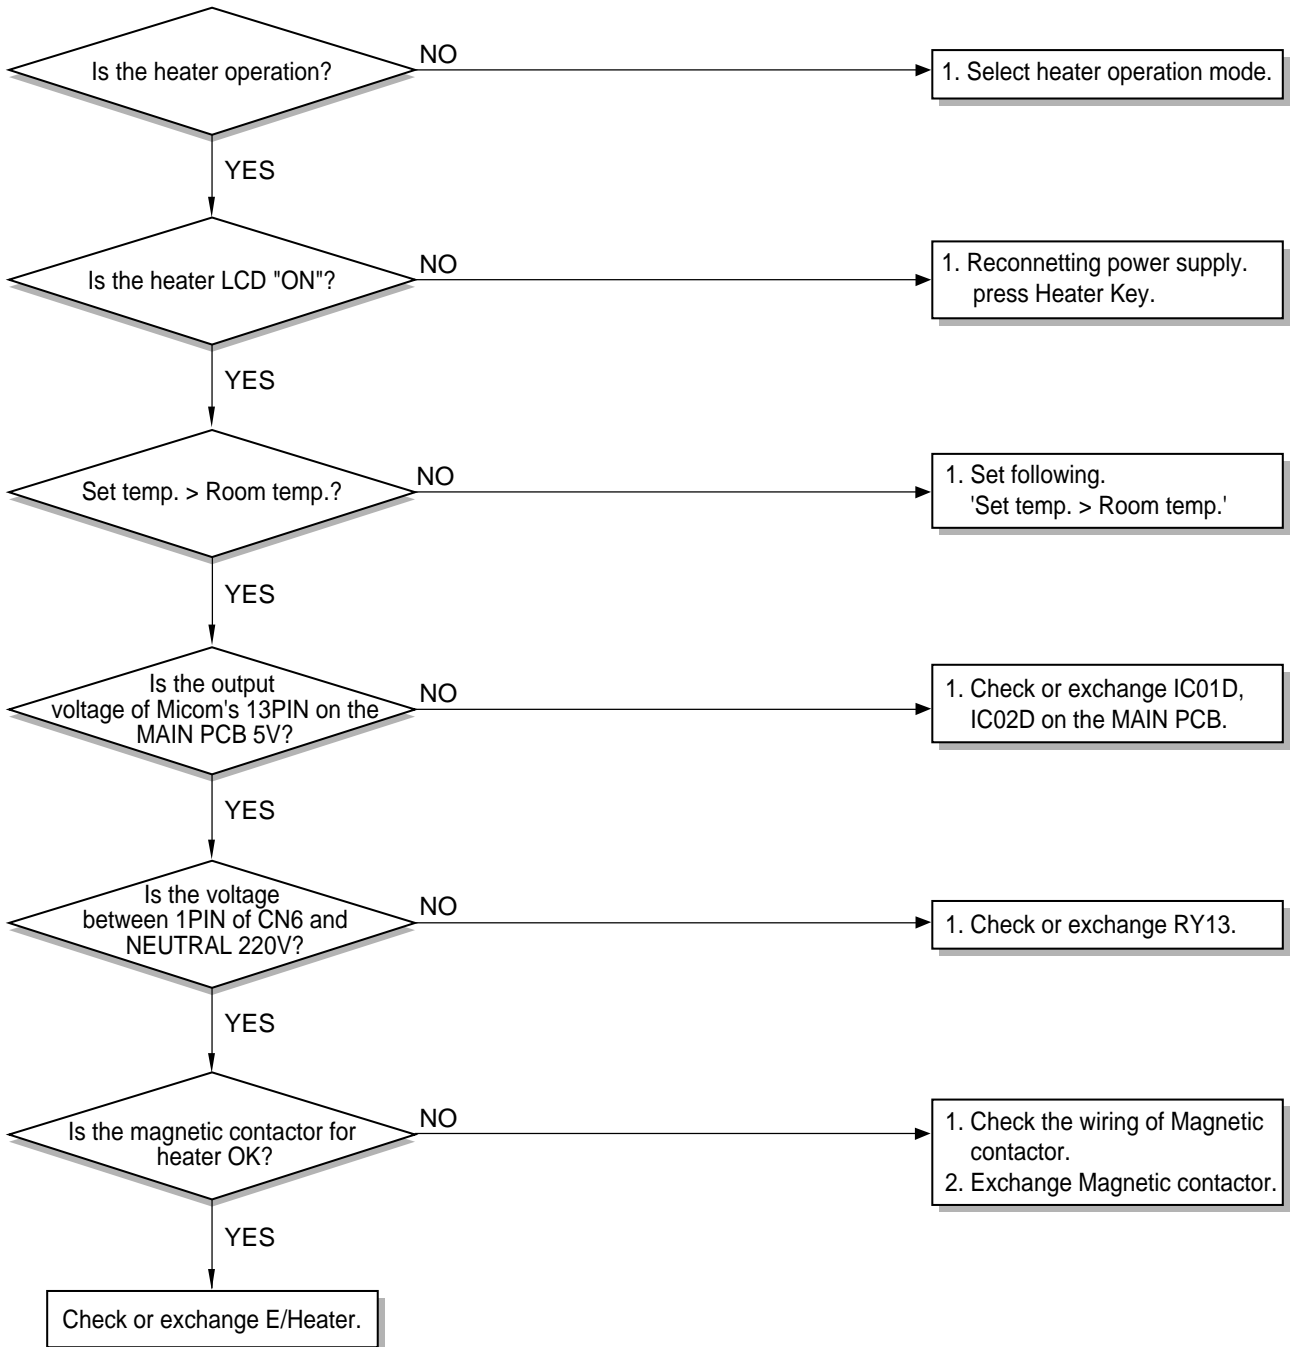 Is the heater operation?
NO
1. Select heater operation mode.
YES
Is the heater LCD "ON"?
NO
1. Reconnetting power supply.
press Heater Key.
YES
Set temp. > Room temp.?
NO
1. Set following.
'Set temp. > Room temp.'
YES
Is the output
voltage of Micom's 13PIN on the
MAIN PCB 5V?
NO
1. Check or exchange IC01D,
IC02D on the MAIN PCB.
YES
Is the voltage
between 1PIN of CN6 and
NEUTRAL 220V?
NO
1. Check or exchange RY13.
YES
Is the magnetic contactor for
heater OK?
NO
1. Check the wiring of Magnetic
contactor.
2. Exchange Magnetic contactor.
YES
Check or exchange E/Heater.